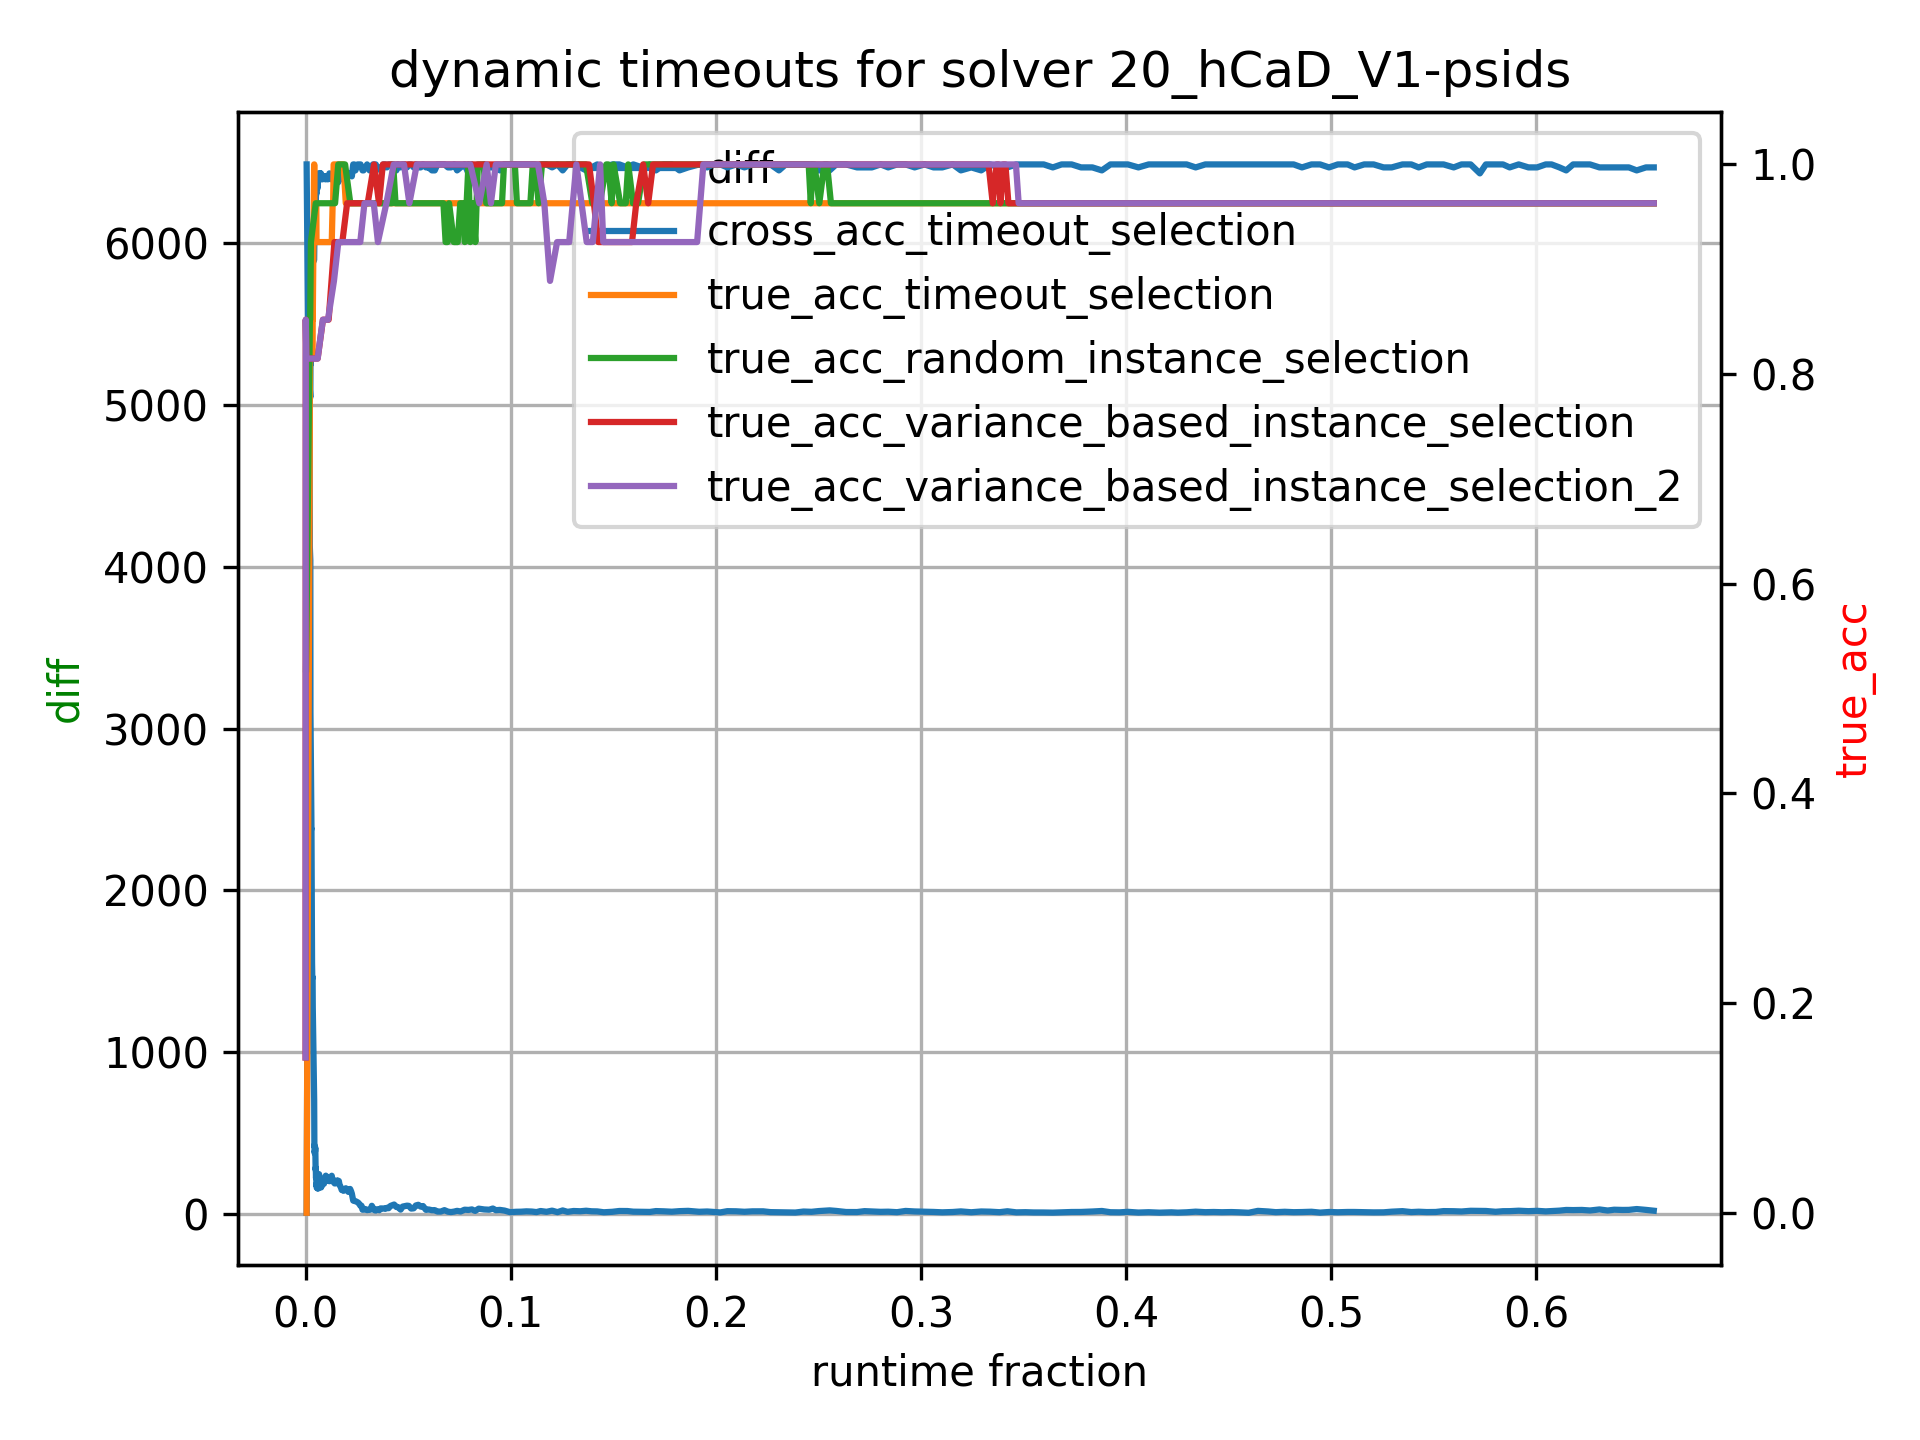 dynamic timeouts for solver 20_hCaD_V1-psids
diff
cross_acc_timeout_selection
true_acc_timeout_selection
true_acc_random_instance_selection
true_acc_variance_based_instance_selection
true_acc_variance_based_instance_selection_2
6000
5000
4000
3000
2000
1000
0
diff
1.0
0.8
0.6
0.4
0.2
0.0
true_acc
0.0 0.1 0.2 0.3 0.4 0.5 0.6
runtime fraction